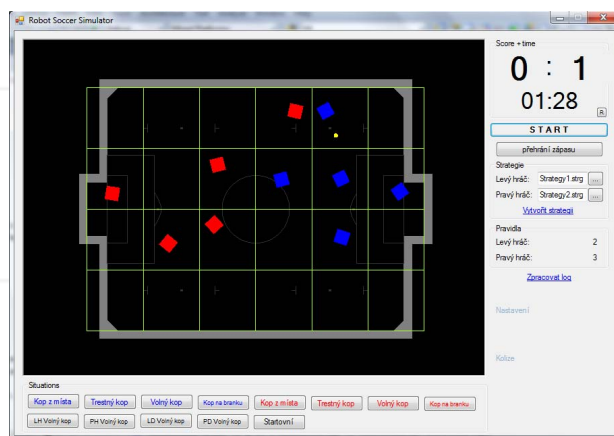 Robot Soccer Simulator
Score + time
0 : 1
01:28
R
START
přehrání zápasu
Strategie
Levý hráč: Strategy1.strg ...
Pravý hráč: Strategy2.strg ...
Vytvořit strategii
Pravidla
Levý hráč: 2
Pravý hráč: 3
Zpracovat log
Nastavení
Kolize
Situations
Kop z místa Trestný kop Volný kop Kop na branku Kop z místa Trestný kop Volný kop Kop na branku
LH Volný kop PH Volný kop LD Volný kop PD Volný kop Startovní